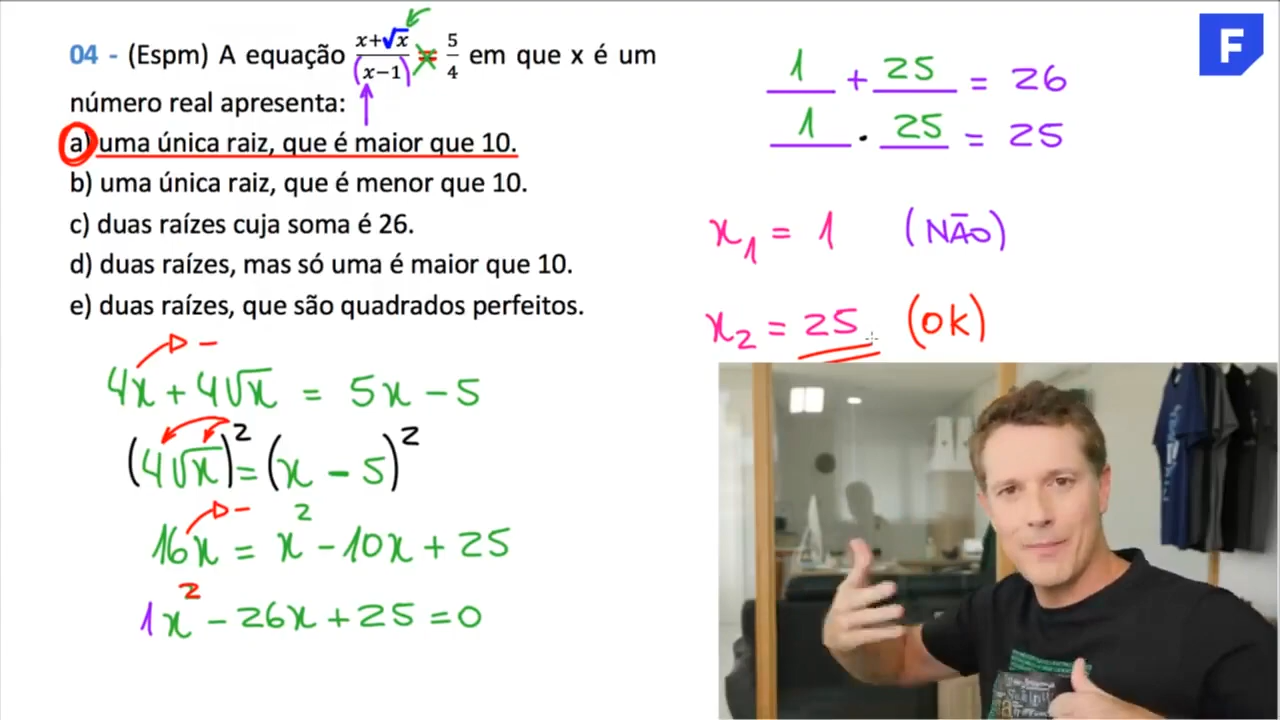 04 - (Espm) A equação (x+√x)/(x−1) = 5/4 em que x é um
número real apresenta:
a) uma única raiz, que é maior que 10.
b) uma única raiz, que é menor que 10.
c) duas raízes cuja soma é 26.
d) duas raízes, mas só uma é maior que 10.
e) duas raízes, que são quadrados perfeitos.
−
4x + 4√x = 5x − 5
(4√x)² = (x − 5)²
−
16x = x² − 10x + 25
1x² − 26x + 25 = 0
F
1 + 25 = 26
1 · 25 = 25
x₁ = 1 (NÃO)
x₂ = 25 (OK)